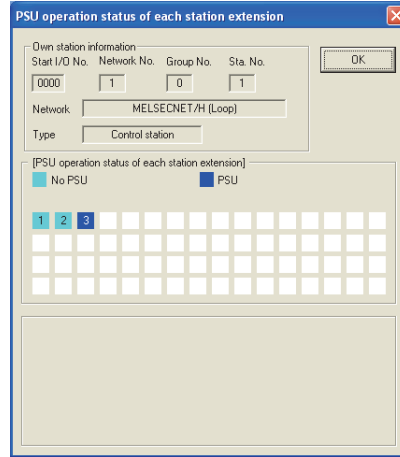 PSU operation status of each station extension
Own station information
Start I/O No. Network No. Group No. Sta. No.
0000 1 0 1
OK
Network MELSECNET/H (Loop)
Type Control station
[PSU operation status of each station extension]
No PSU PSU
1 2 3